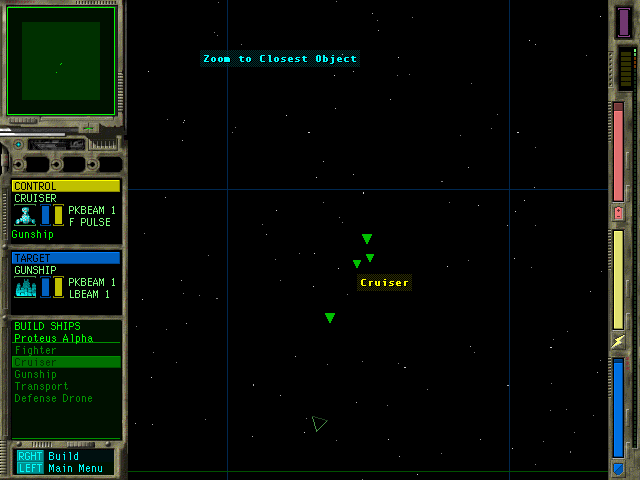 Zoom to Closest Object
CONTROL
CRUISER
PKBEAM 1
F PULSE
Gunship
Cruiser
TARGET
GUNSHIP
PKBEAM 1
LBEAM 1
BUILD SHIPS
Proteus Alpha
Fighter
Cruiser
Gunship
Transport
Defense Drone
RGHT Build
LEFT Main Menu